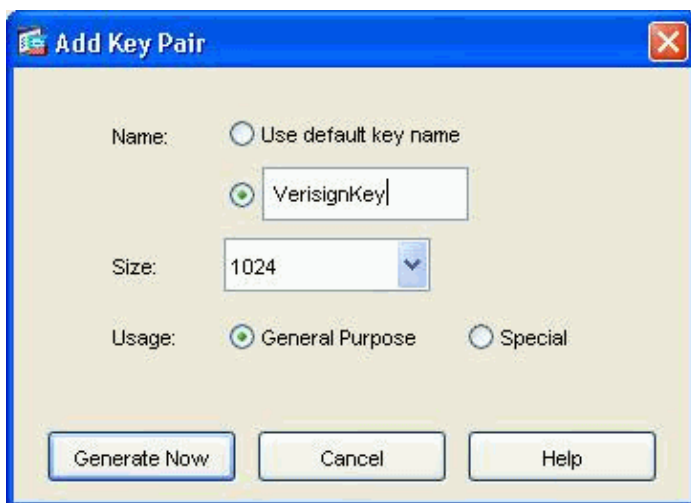 Add Key Pair
Name: Use default key name
VerisignKey
Size: 1024
Usage: General Purpose Special
Generate Now Cancel Help